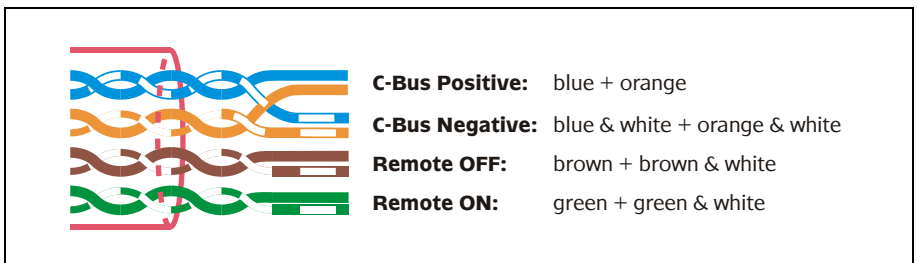 C-Bus Positive: blue + orange
C-Bus Negative: blue & white + orange & white
Remote OFF: brown + brown & white
Remote ON: green + green & white